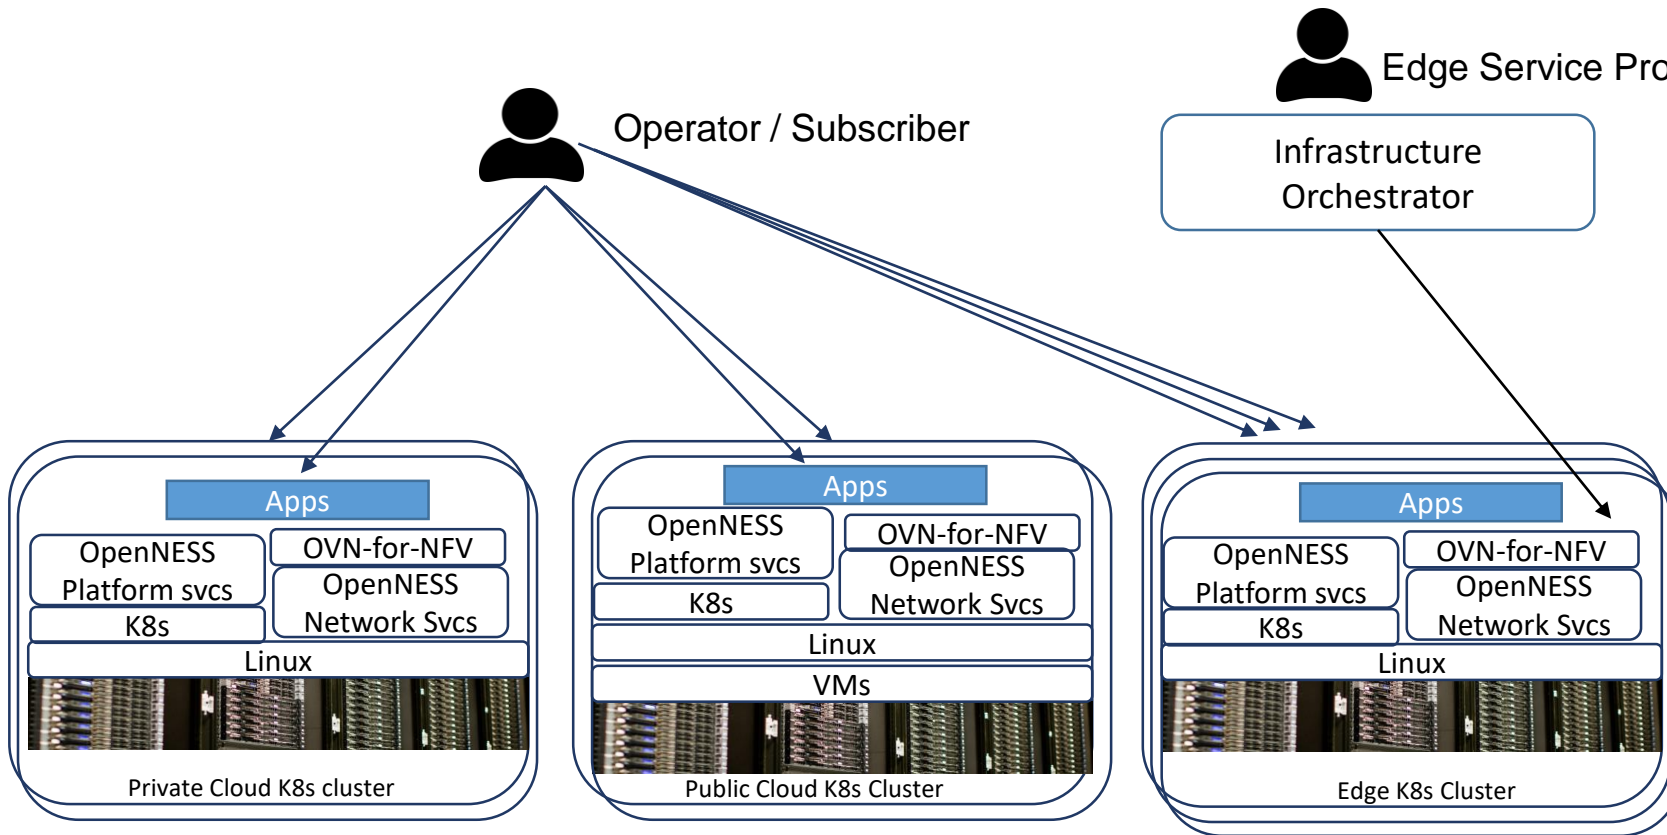 Edge Service Pro
Operator / Subscriber
Infrastructure
Orchestrator
Apps
OpenNESS
Platform svcs
OVN-for-NFV
OpenNESS
Network Svcs
K8s
Linux
Private Cloud K8s cluster
Apps
OpenNESS
Platform svcs
OVN-for-NFV
OpenNESS
Network Svcs
K8s
Linux
VMs
Public Cloud K8s Cluster
Apps
OpenNESS
Platform svcs
OVN-for-NFV
OpenNESS
Network Svcs
K8s
Linux
Edge K8s Cluster